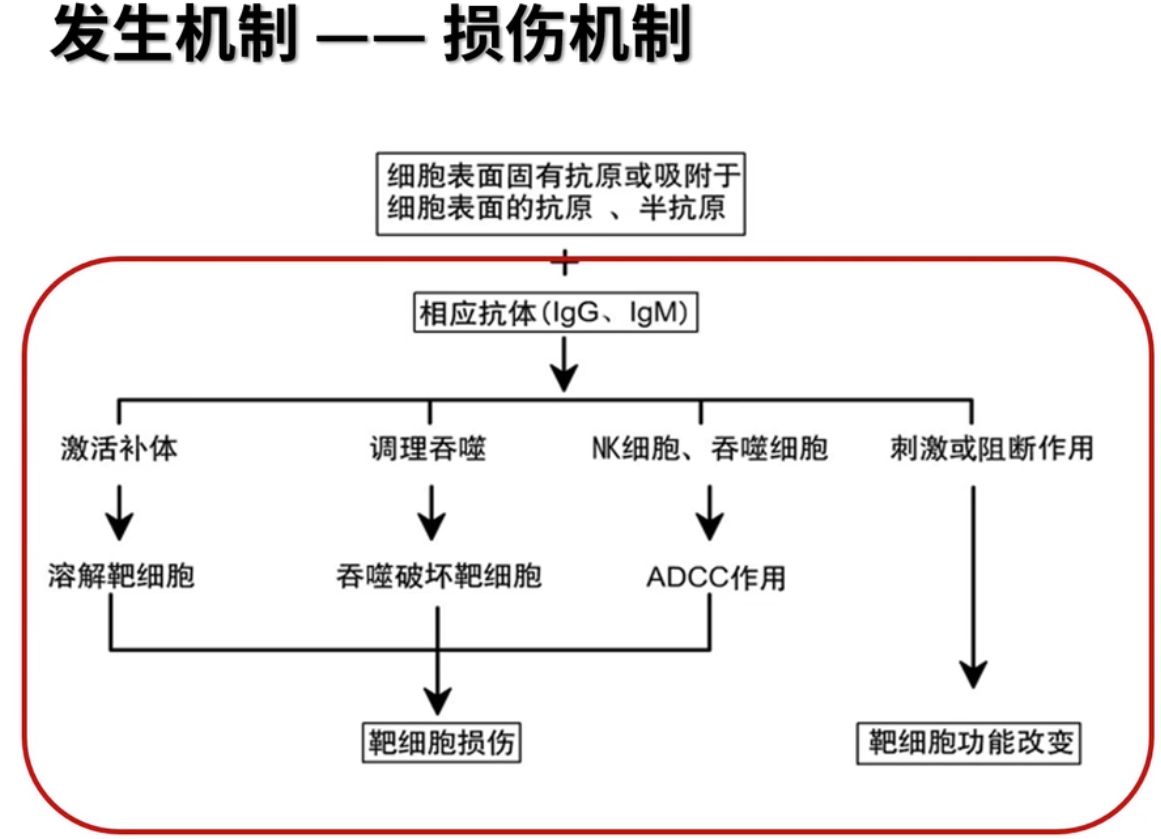 发生机制 —— 损伤机制
细胞表面固有抗原或吸附于
细胞表面的抗原 、半抗原
+
相应抗体(IgG、IgM)
激活补体
调理吞噬
NK细胞、吞噬细胞
刺激或阻断作用
溶解靶细胞
吞噬破坏靶细胞
ADCC作用
靶细胞损伤
靶细胞功能改变